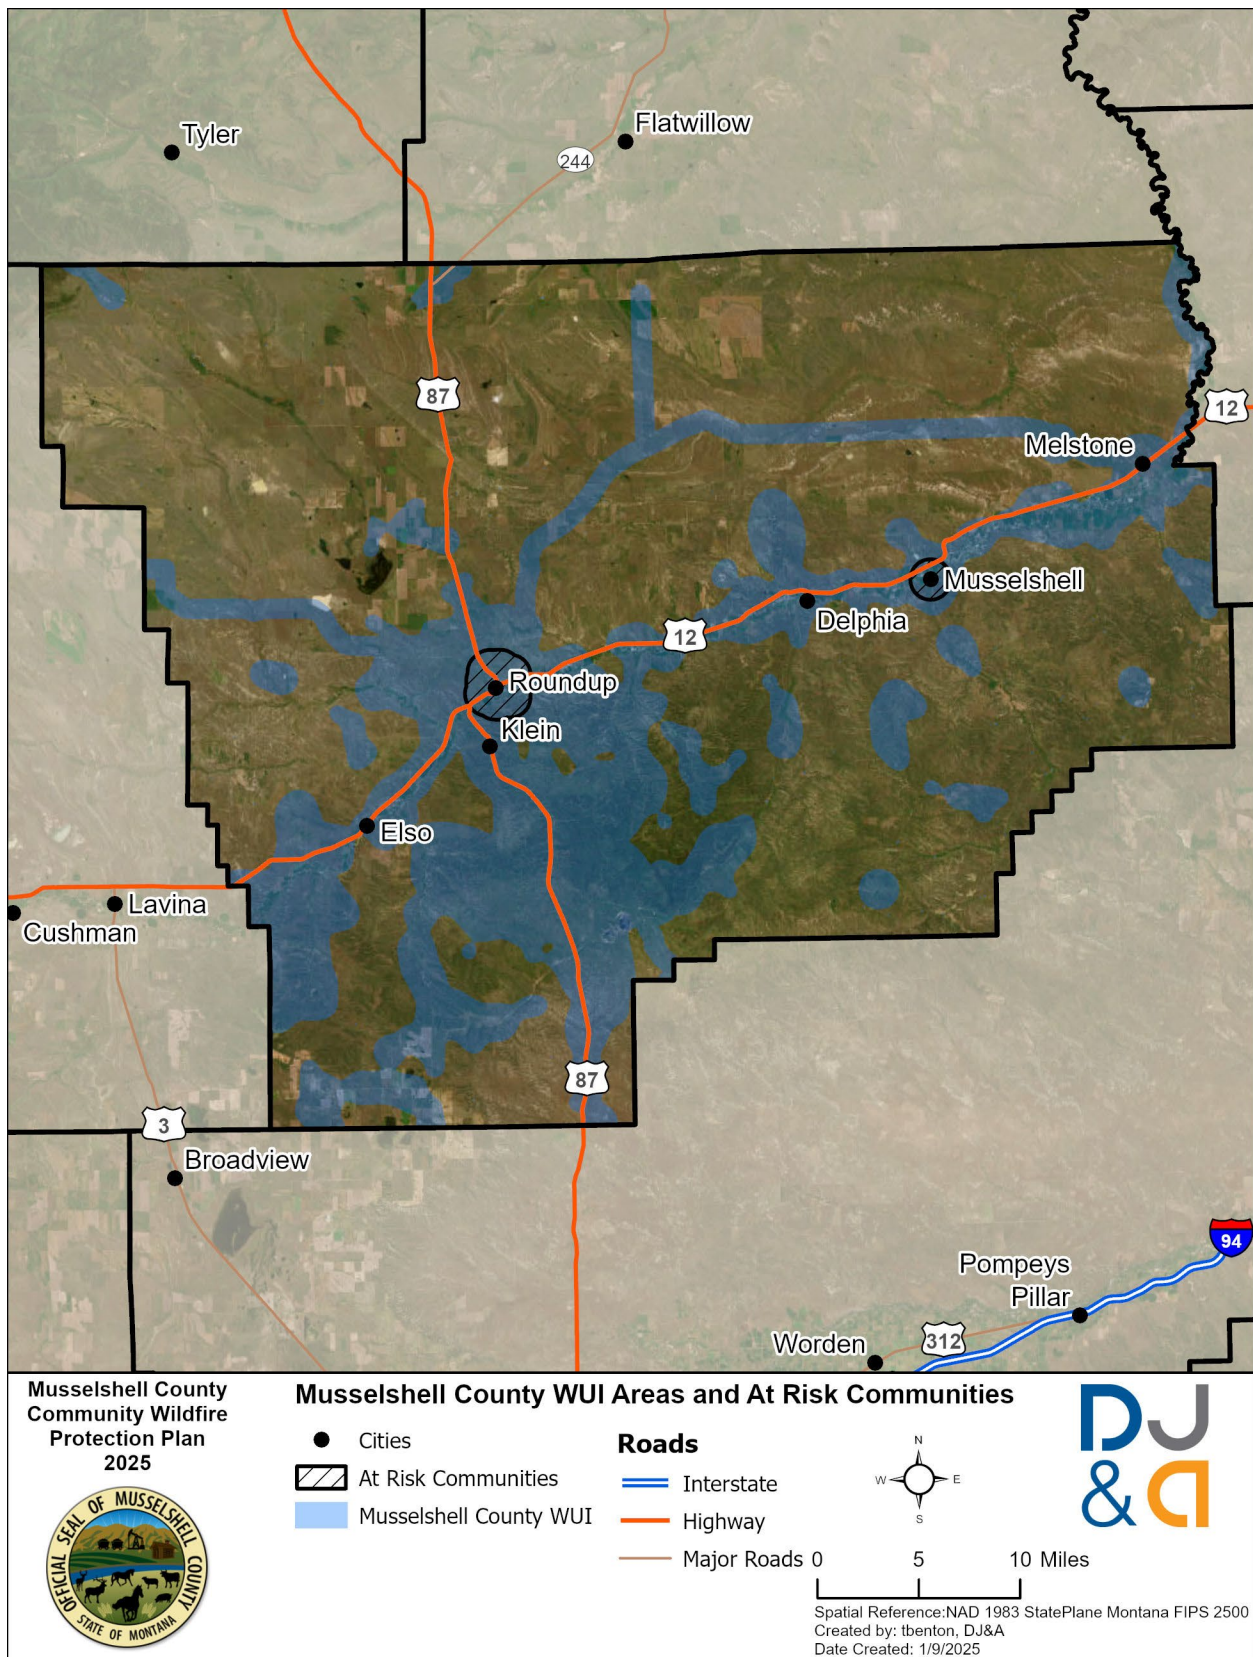 Tyler
Flatwillow
244
87
12
Melstone
Musselshell
Delphia
12
Roundup
Klein
Elso
Lavina
Cushman
87
3
Broadview
94
Pompeys
Pillar
Worden
312
Musselshell County
Community Wildfire
Protection Plan
2025
OFFICIAL SEAL OF MUSSELSHELL COUNTY
STATE OF MONTANA
Musselshell County WUI Areas and At Risk Communities
Cities
At Risk Communities
Musselshell County WUI
Roads
Interstate
Highway
Major Roads
N
W E
S
0 5 10 Miles
DJ
&A
Spatial Reference:NAD 1983 StatePlane Montana FIPS 2500
Created by: tbenton, DJ&A
Date Created: 1/9/2025